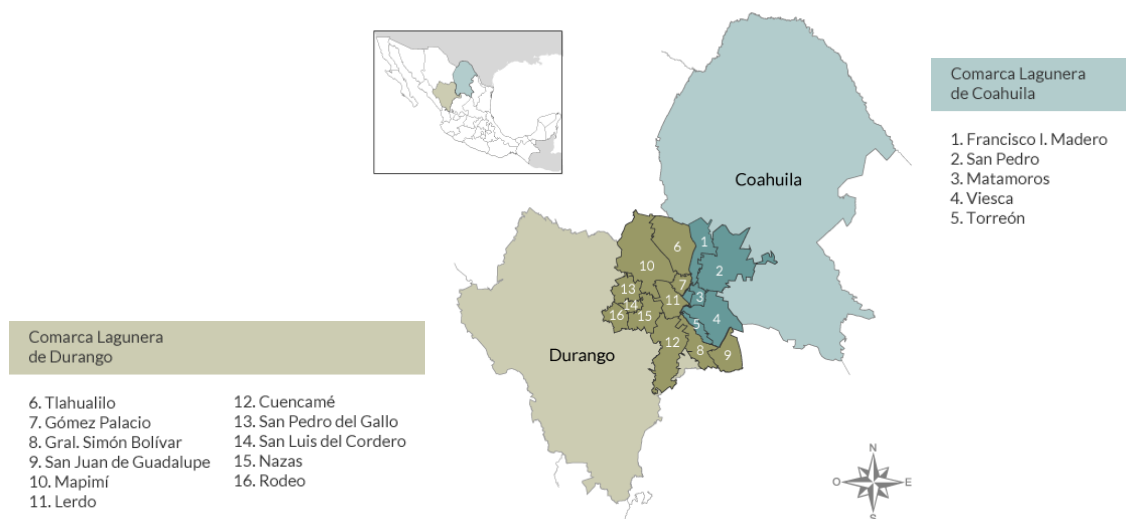 Comarca Lagunera
de Coahuila
1. Francisco I. Madero
2. San Pedro
3. Matamoros
4. Viesca
5. Torreón
Coahuila
1
6
2
10
7
13
3
11
14
16
15
5
4
12
8
9
Durango
Comarca Lagunera
de Durango
6. Tlahualilo
7. Gómez Palacio
8. Gral. Simón Bolívar
9. San Juan de Guadalupe
10. Mapimí
11. Lerdo
12. Cuencamé
13. San Pedro del Gallo
14. San Luis del Cordero
15. Nazas
16. Rodeo
N
O
E
S